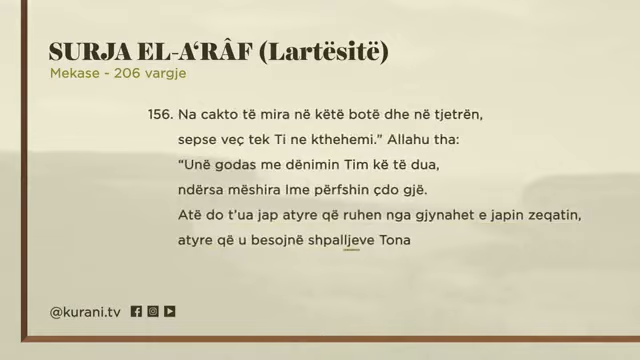 SURJA EL-A‘RÂF (Lartësitë)
Mekase - 206 vargje
156. Na cakto të mira në këtë botë dhe në tjetrën,
sepse veç tek Ti ne kthehemi.” Allahu tha:
“Unë godas me dënimin Tim kë të dua,
ndërsa mëshira Ime përfshin çdo gjë.
Atë do t’ua jap atyre që ruhen nga gjynahet e japin zeqatin,
atyre që u besojnë shpalljeve Tona
@kurani.tv